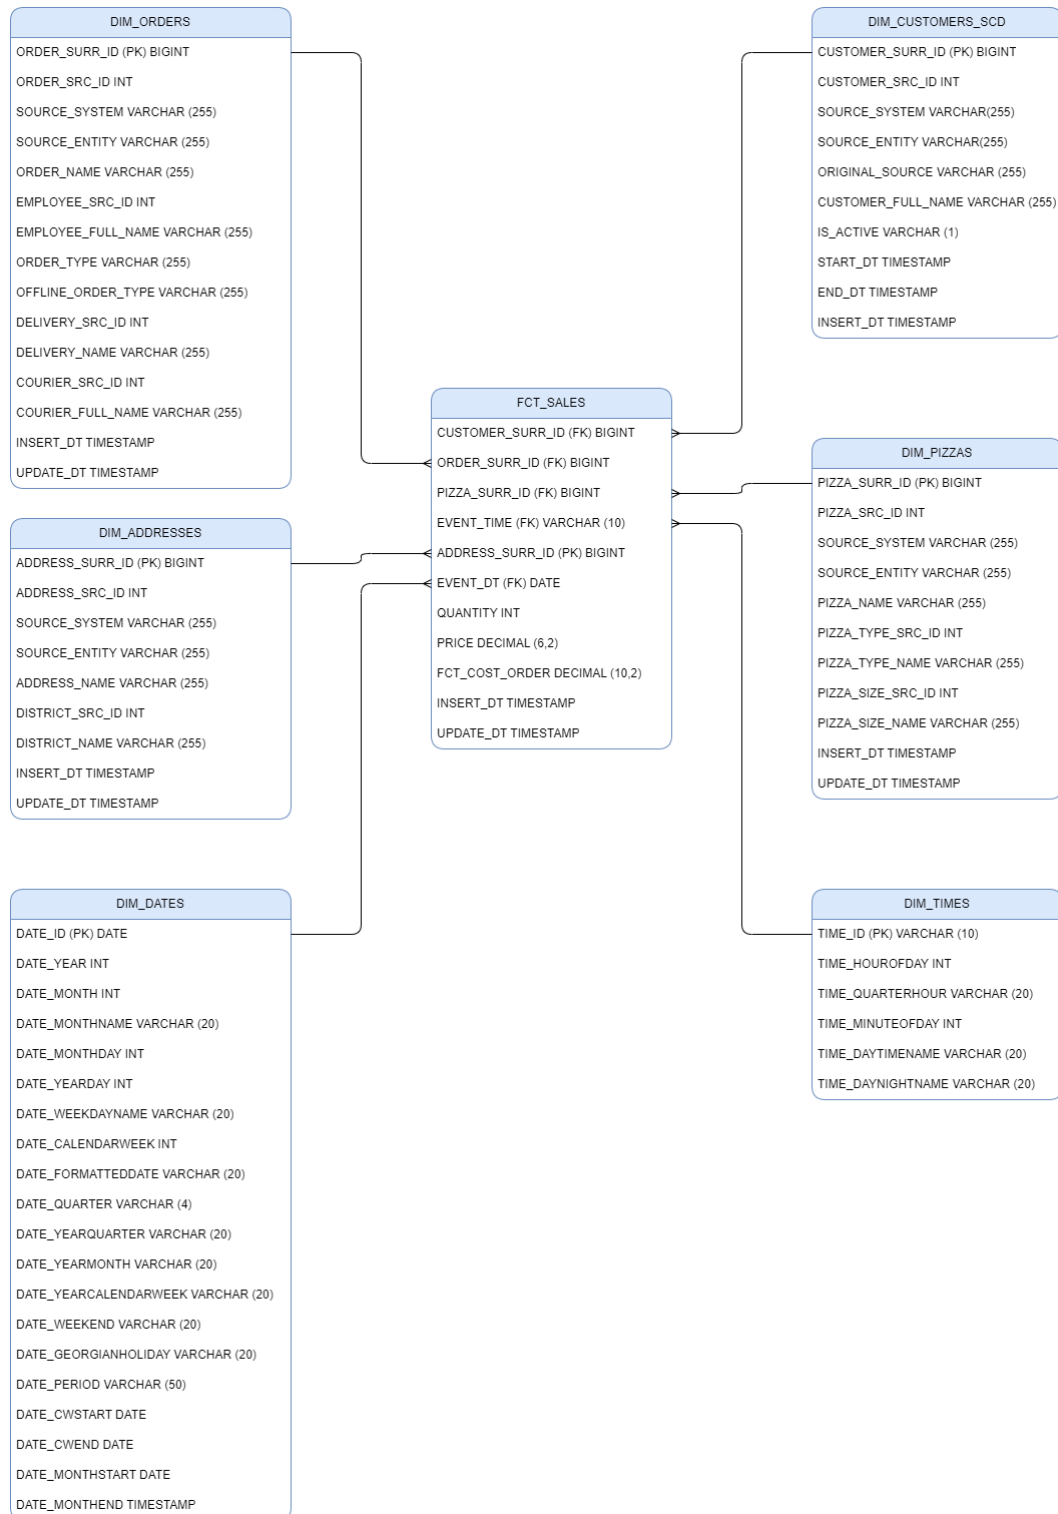 DIM_ORDERS
ORDER_SURR_ID (PK) BIGINT
ORDER_SRC_ID INT
SOURCE_SYSTEM VARCHAR (255)
SOURCE_ENTITY VARCHAR (255)
ORDER_NAME VARCHAR (255)
EMPLOYEE_SRC_ID INT
EMPLOYEE_FULL_NAME VARCHAR (255)
ORDER_TYPE VARCHAR (255)
OFFLINE_ORDER_TYPE VARCHAR (255)
DELIVERY_SRC_ID INT
DELIVERY_NAME VARCHAR (255)
COURIER_SRC_ID INT
COURIER_FULL_NAME VARCHAR (255)
INSERT_DT TIMESTAMP
UPDATE_DT TIMESTAMP
DIM_CUSTOMERS_SCD
CUSTOMER_SURR_ID (PK) BIGINT
CUSTOMER_SRC_ID INT
SOURCE_SYSTEM VARCHAR(255)
SOURCE_ENTITY VARCHAR(255)
ORIGINAL_SOURCE VARCHAR (255)
CUSTOMER_FULL_NAME VARCHAR (255)
IS_ACTIVE VARCHAR (1)
START_DT TIMESTAMP
END_DT TIMESTAMP
INSERT_DT TIMESTAMP
FCT_SALES
CUSTOMER_SURR_ID (FK) BIGINT
ORDER_SURR_ID (FK) BIGINT
PIZZA_SURR_ID (FK) BIGINT
EVENT_TIME (FK) VARCHAR (10)
ADDRESS_SURR_ID (PK) BIGINT
EVENT_DT (FK) DATE
QUANTITY INT
PRICE DECIMAL (6,2)
FCT_COST_ORDER DECIMAL (10,2)
INSERT_DT TIMESTAMP
UPDATE_DT TIMESTAMP
DIM_PIZZAS
PIZZA_SURR_ID (PK) BIGINT
PIZZA_SRC_ID INT
SOURCE_SYSTEM VARCHAR (255)
SOURCE_ENTITY VARCHAR (255)
PIZZA_NAME VARCHAR (255)
PIZZA_TYPE_SRC_ID INT
PIZZA_TYPE_NAME VARCHAR (255)
PIZZA_SIZE_SRC_ID INT
PIZZA_SIZE_NAME VARCHAR (255)
INSERT_DT TIMESTAMP
UPDATE_DT TIMESTAMP
DIM_ADDRESSES
ADDRESS_SURR_ID (PK) BIGINT
ADDRESS_SRC_ID INT
SOURCE_SYSTEM VARCHAR (255)
SOURCE_ENTITY VARCHAR (255)
ADDRESS_NAME VARCHAR (255)
DISTRICT_SRC_ID INT
DISTRICT_NAME VARCHAR (255)
INSERT_DT TIMESTAMP
UPDATE_DT TIMESTAMP
DIM_DATES
DATE_ID (PK) DATE
DATE_YEAR INT
DATE_MONTH INT
DATE_MONTHNAME VARCHAR (20)
DATE_MONTHDAY INT
DATE_YEARDAY INT
DATE_WEEKDAYNAME VARCHAR (20)
DATE_CALENDARWEEK INT
DATE_FORMATTEDDATE VARCHAR (20)
DATE_QUARTER VARCHAR (4)
DATE_YEARQUARTER VARCHAR (20)
DATE_YEARMONTH VARCHAR (20)
DATE_YEARCALENDARWEEK VARCHAR (20)
DATE_WEEKEND VARCHAR (20)
DATE_GEORGIANHOLIDAY VARCHAR (20)
DATE_PERIOD VARCHAR (50)
DATE_CWSTART DATE
DATE_CWEND DATE
DATE_MONTHSTART DATE
DATE_MONTHEND TIMESTAMP
DIM_TIMES
TIME_ID (PK) VARCHAR (10)
TIME_HOUROFDAY INT
TIME_QUARTERHOUR VARCHAR (20)
TIME_MINUTEOFDAY INT
TIME_DAYTIMENAME VARCHAR (20)
TIME_DAYNIGHTNAME VARCHAR (20)